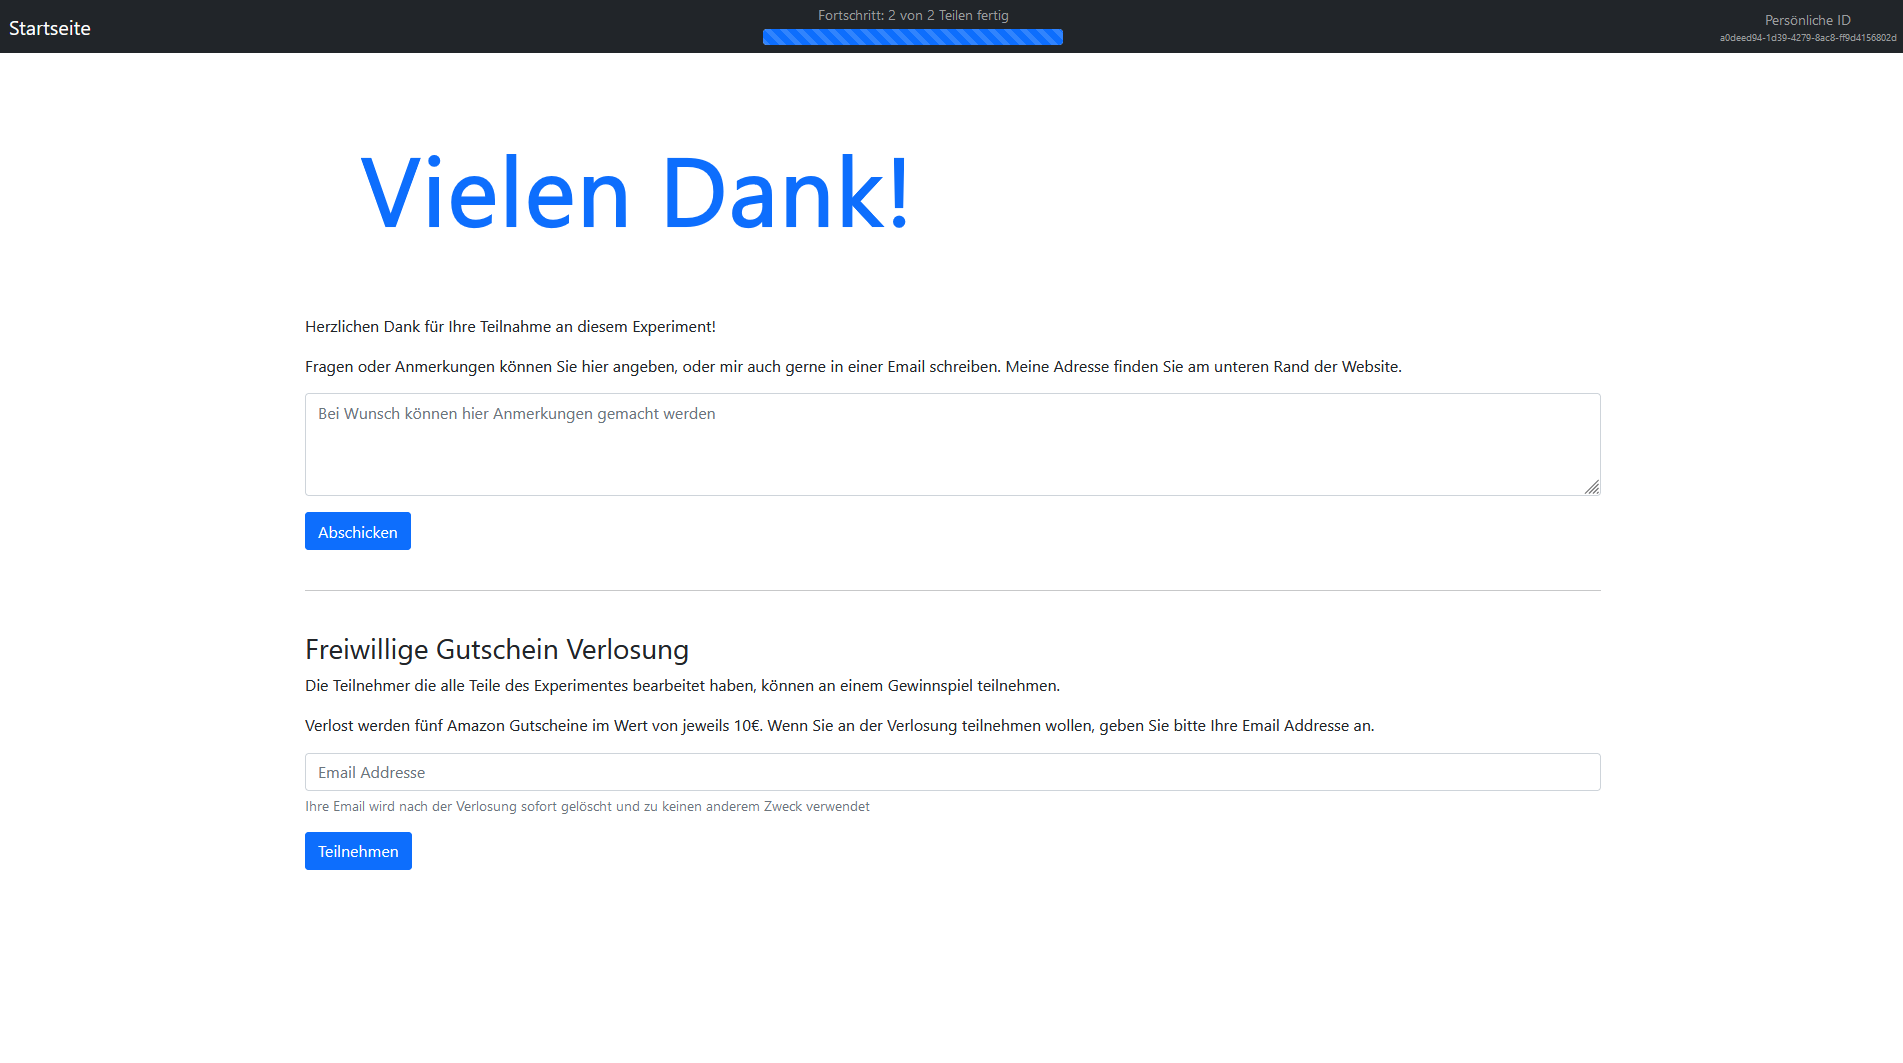 Startseite
Fortschritt: 2 von 2 Teilen fertig
Persönliche ID
a0deed94-1d39-4279-8ac8-ff9d4156802d
Vielen Dank!
Herzlichen Dank für Ihre Teilnahme an diesem Experiment!
Fragen oder Anmerkungen können Sie hier angeben, oder mir auch gerne in einer Email schreiben. Meine Adresse finden Sie am unteren Rand der Website.
Bei Wunsch können hier Anmerkungen gemacht werden
Abschicken
Freiwillige Gutschein Verlosung
Die Teilnehmer die alle Teile des Experimentes bearbeitet haben, können an einem Gewinnspiel teilnehmen.
Verlost werden fünf Amazon Gutscheine im Wert von jeweils 10€. Wenn Sie an der Verlosung teilnehmen wollen, geben Sie bitte Ihre Email Addresse an.
Email Addresse
Ihre Email wird nach der Verlosung sofort gelöscht und zu keinen anderem Zweck verwendet
Teilnehmen